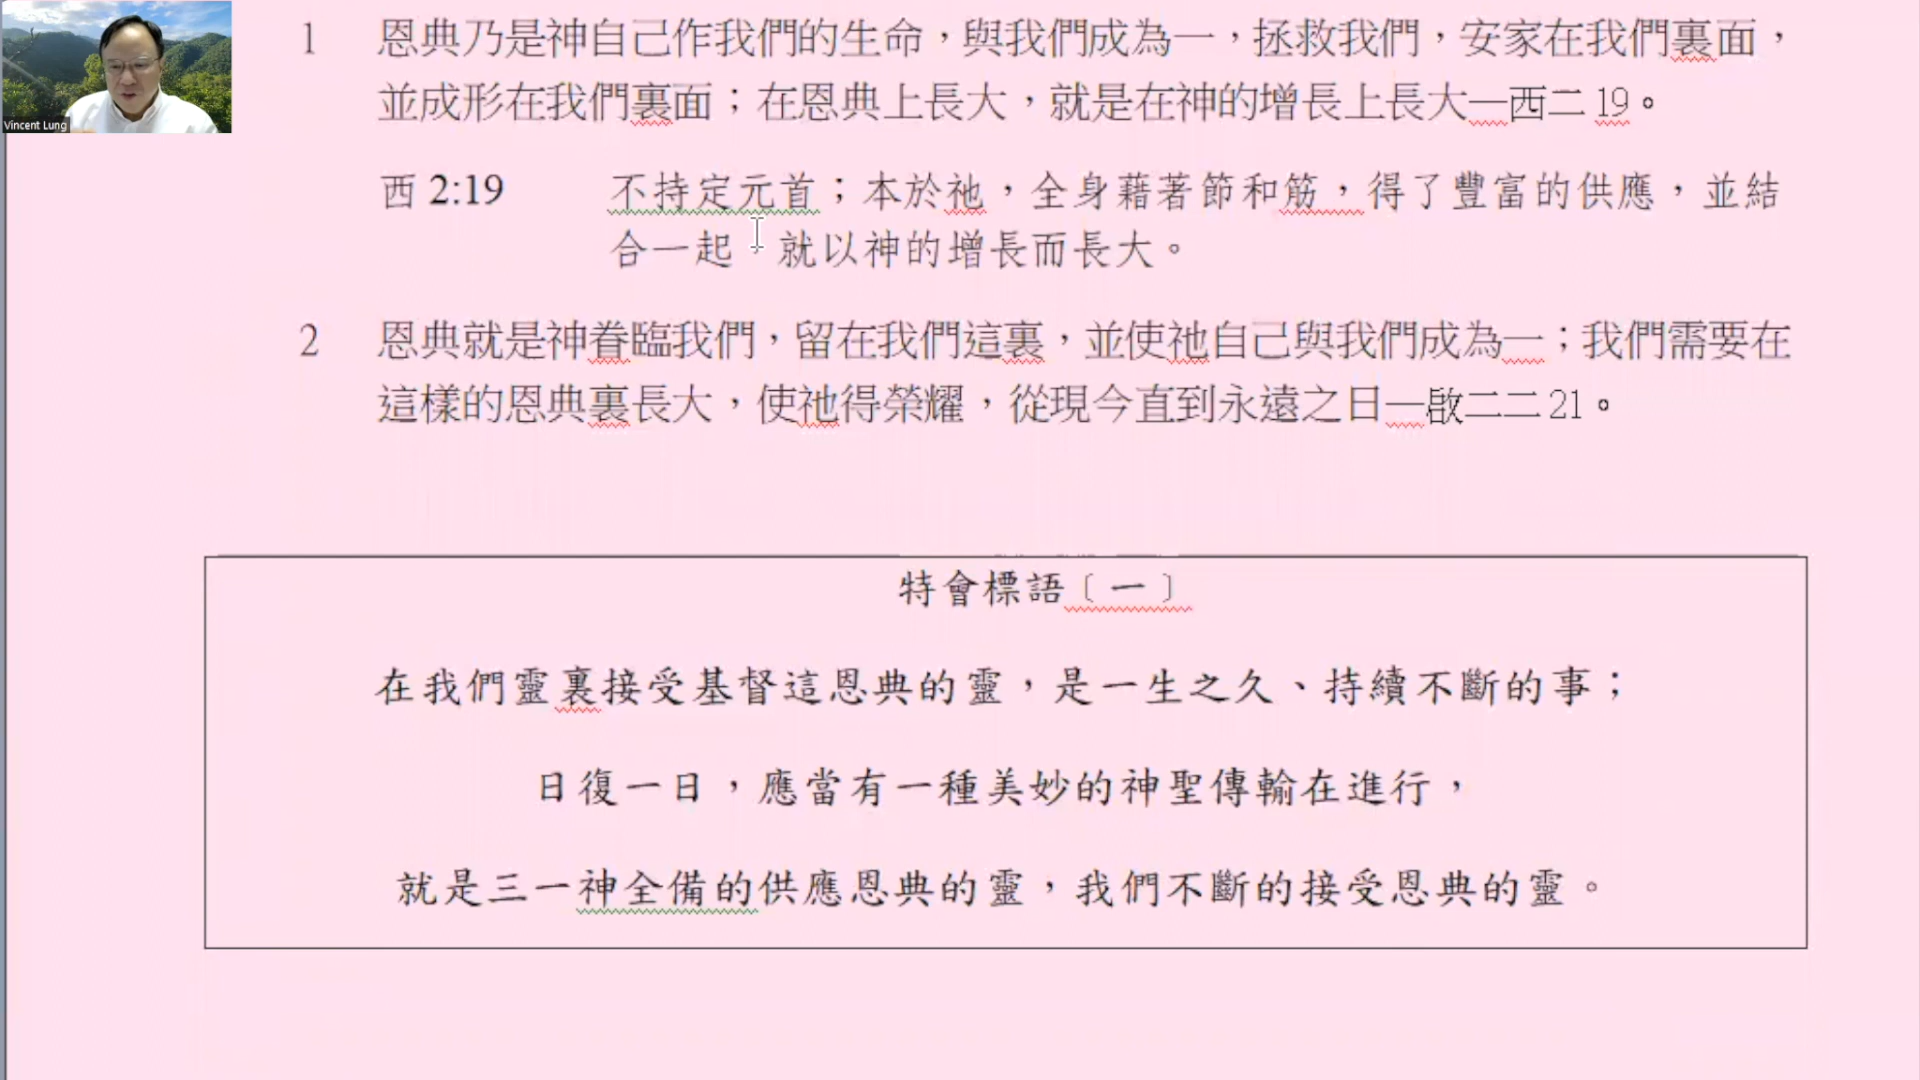 Vincent Lung
1 恩典乃是神自己作我們的生命，與我們成為一，拯救我們，安家在我們裏面，
並成形在我們裏面；在恩典上長大，就是在神的增長上長大—西二 19。
西 2:19 不持定元首；本於祂，全身藉著節和筋，得了豐富的供應，並結
合一起，就以神的增長而長大。
2 恩典就是神眷臨我們，留在我們這裏，並使祂自己與我們成為一；我們需要在
這樣的恩典裏長大，使祂得榮耀，從現今直到永遠之日—啟二二 21。
特會標語〔一〕
在我們靈裏接受基督這恩典的靈，是一生之久、持續不斷的事；
日復一日，應當有一種美妙的神聖傳輸在進行，
就是三一神全備的供應恩典的靈，我們不斷的接受恩典的靈。